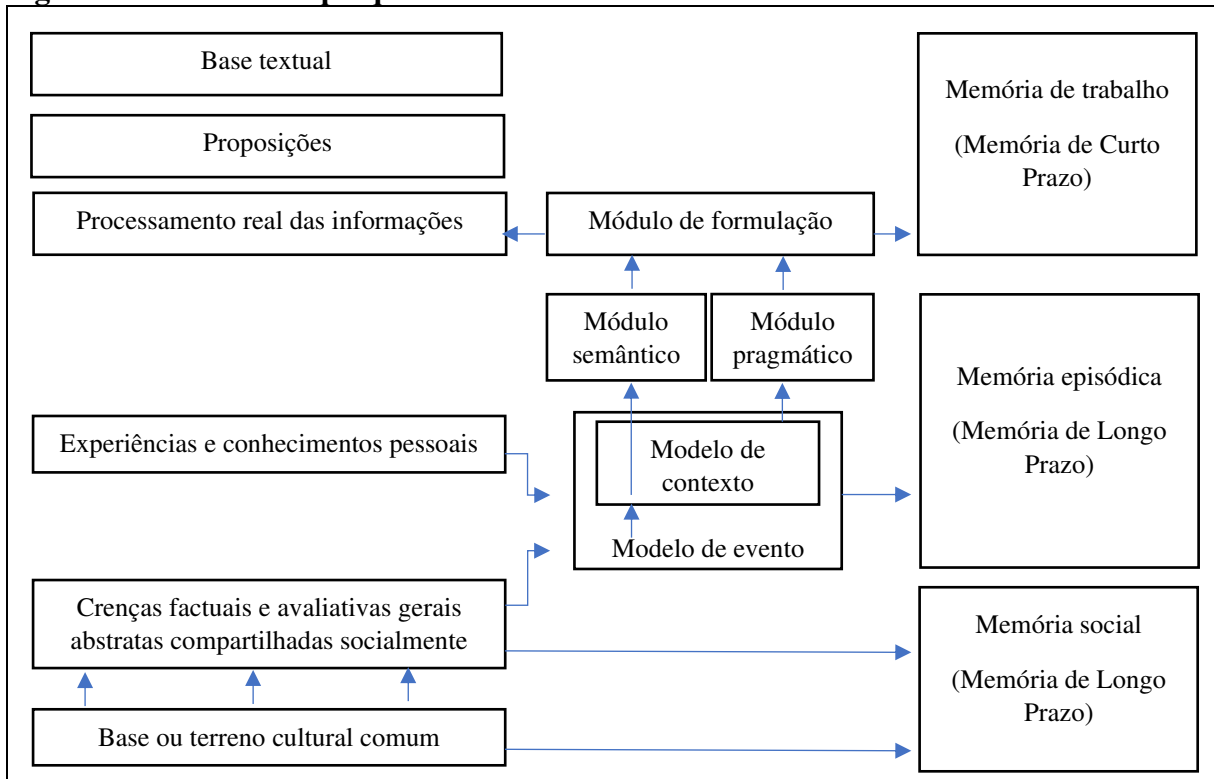 Base textual
Proposições
Processamento real das informações
Módulo de formulação
Memória de trabalho
(Memória de Curto
Prazo)
Módulo
semântico
Módulo
pragmático
Experiências e conhecimentos pessoais
Modelo de
contexto
Modelo de evento
Memória episódica
(Memória de Longo
Prazo)
Crenças factuais e avaliativas gerais
abstratas compartilhadas socialmente
Base ou terreno cultural comum
Memória social
(Memória de Longo
Prazo)